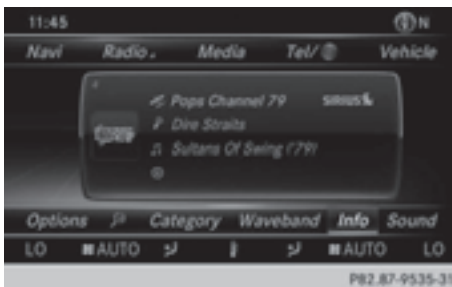 11:45 N
Navi Radio Media Tel/ Vehicle
Pops Channel 79 SIRIUS
Dire Straits
Sultans Of Swing ('79)
Options Category Waveband Info Sound
LO AUTO AUTO LO
P82.87-9535-31